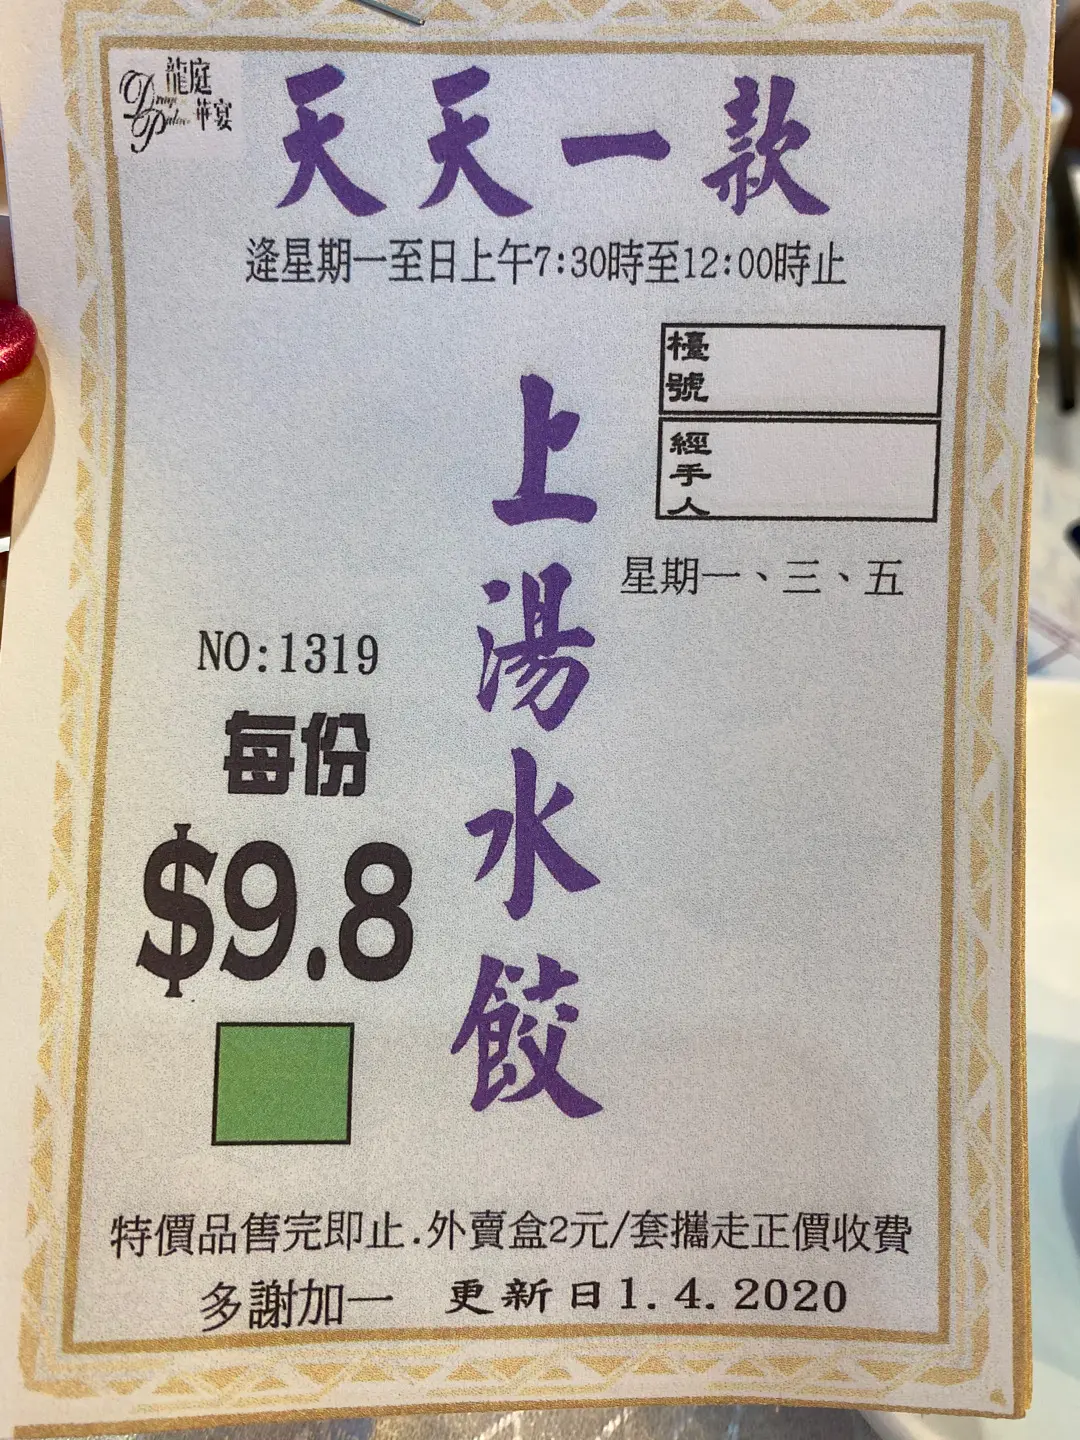 龍庭
華宴
Dragon
Palace
天天一款
逢星期一至日上午7:30時至12:00時止
檯號
經手人
星期一、三、五
上湯水餃
NO:1319
每份
$9.8
特價品售完即止.外賣盒2元/套攜走正價收費
多謝加一 更新日1.4.2020